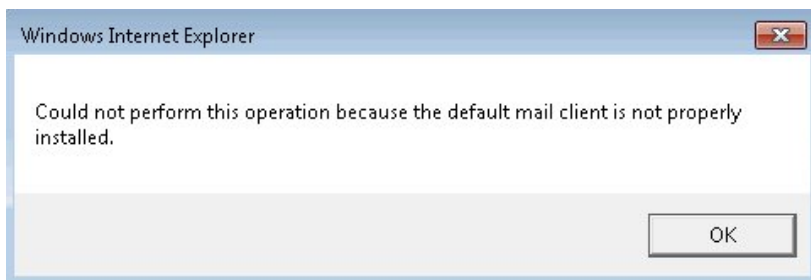 Windows Internet Explorer
Could not perform this operation because the default mail client is not properly
installed.
OK